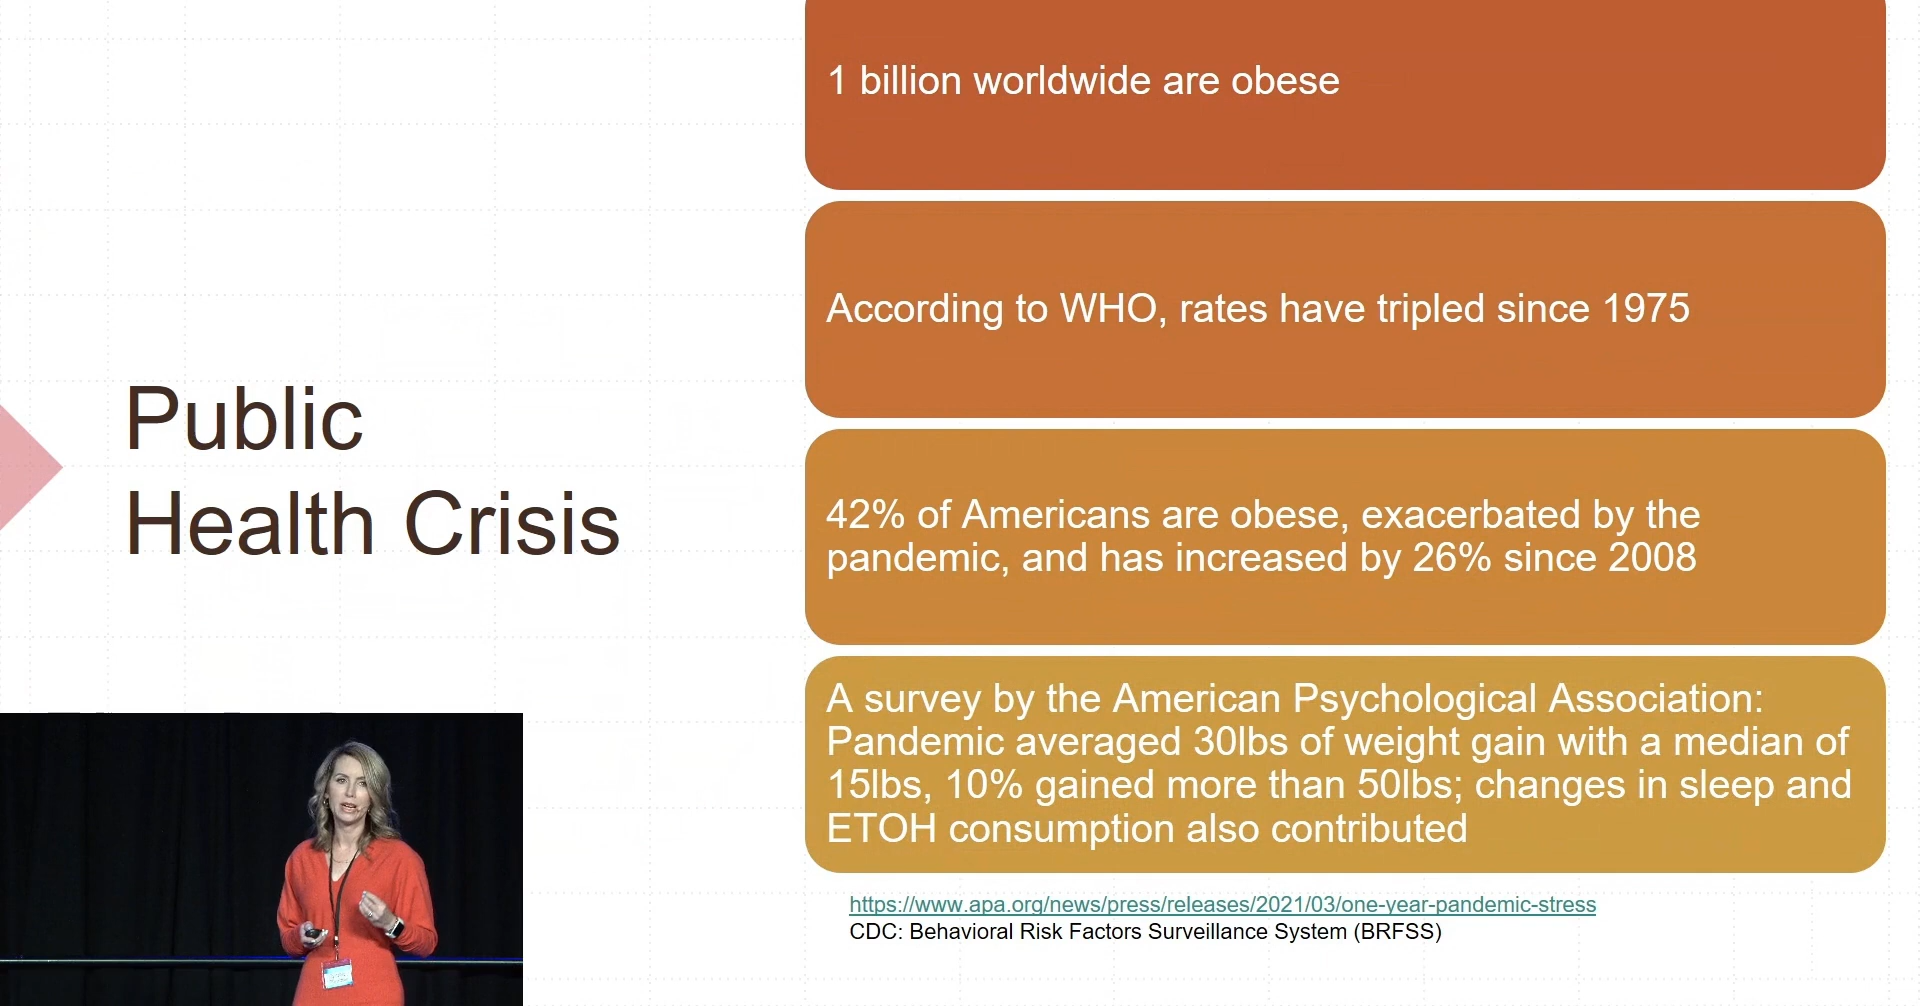 Public
Health Crisis
1 billion worldwide are obese
According to WHO, rates have tripled since 1975
42% of Americans are obese, exacerbated by the
pandemic, and has increased by 26% since 2008
A survey by the American Psychological Association:
Pandemic averaged 30lbs of weight gain with a median of
15lbs, 10% gained more than 50lbs; changes in sleep and
ETOH consumption also contributed
https://www.apa.org/news/press/releases/2021/03/one-year-pandemic-stress
CDC: Behavioral Risk Factors Surveillance System (BRFSS)